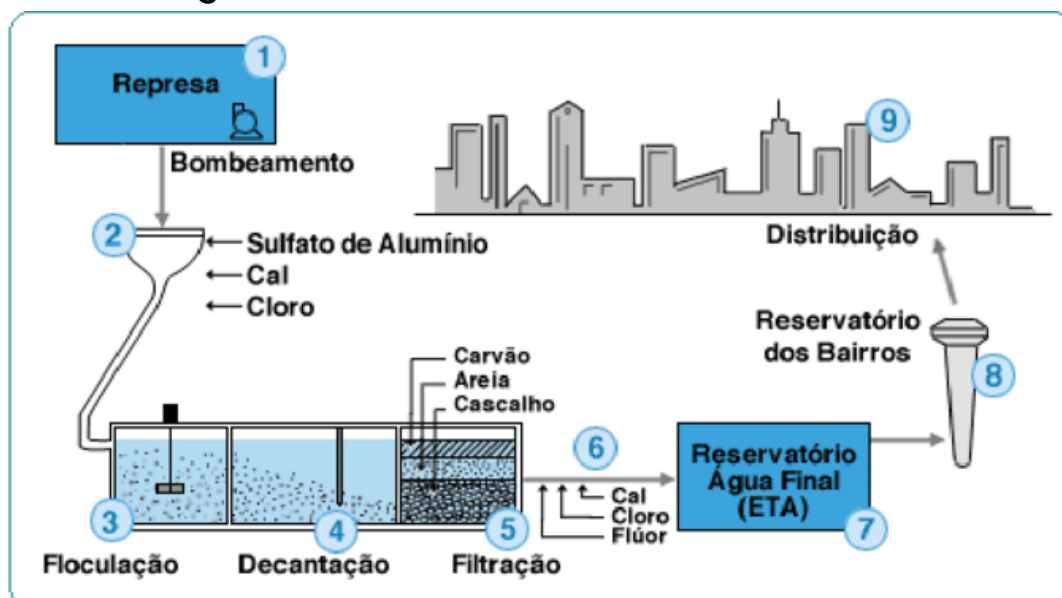 1
Represa
Bombeamento
2
Sulfato de Alumínio
Cal
Cloro
9
Distribuição
Reservatório
dos Bairros
8
Carvão
Areia
Cascalho
3
4
5
Floculação
Decantação
Filtração
6
Cal
Cloro
Flúor
Reservatório
Água Final
(ETA)
7